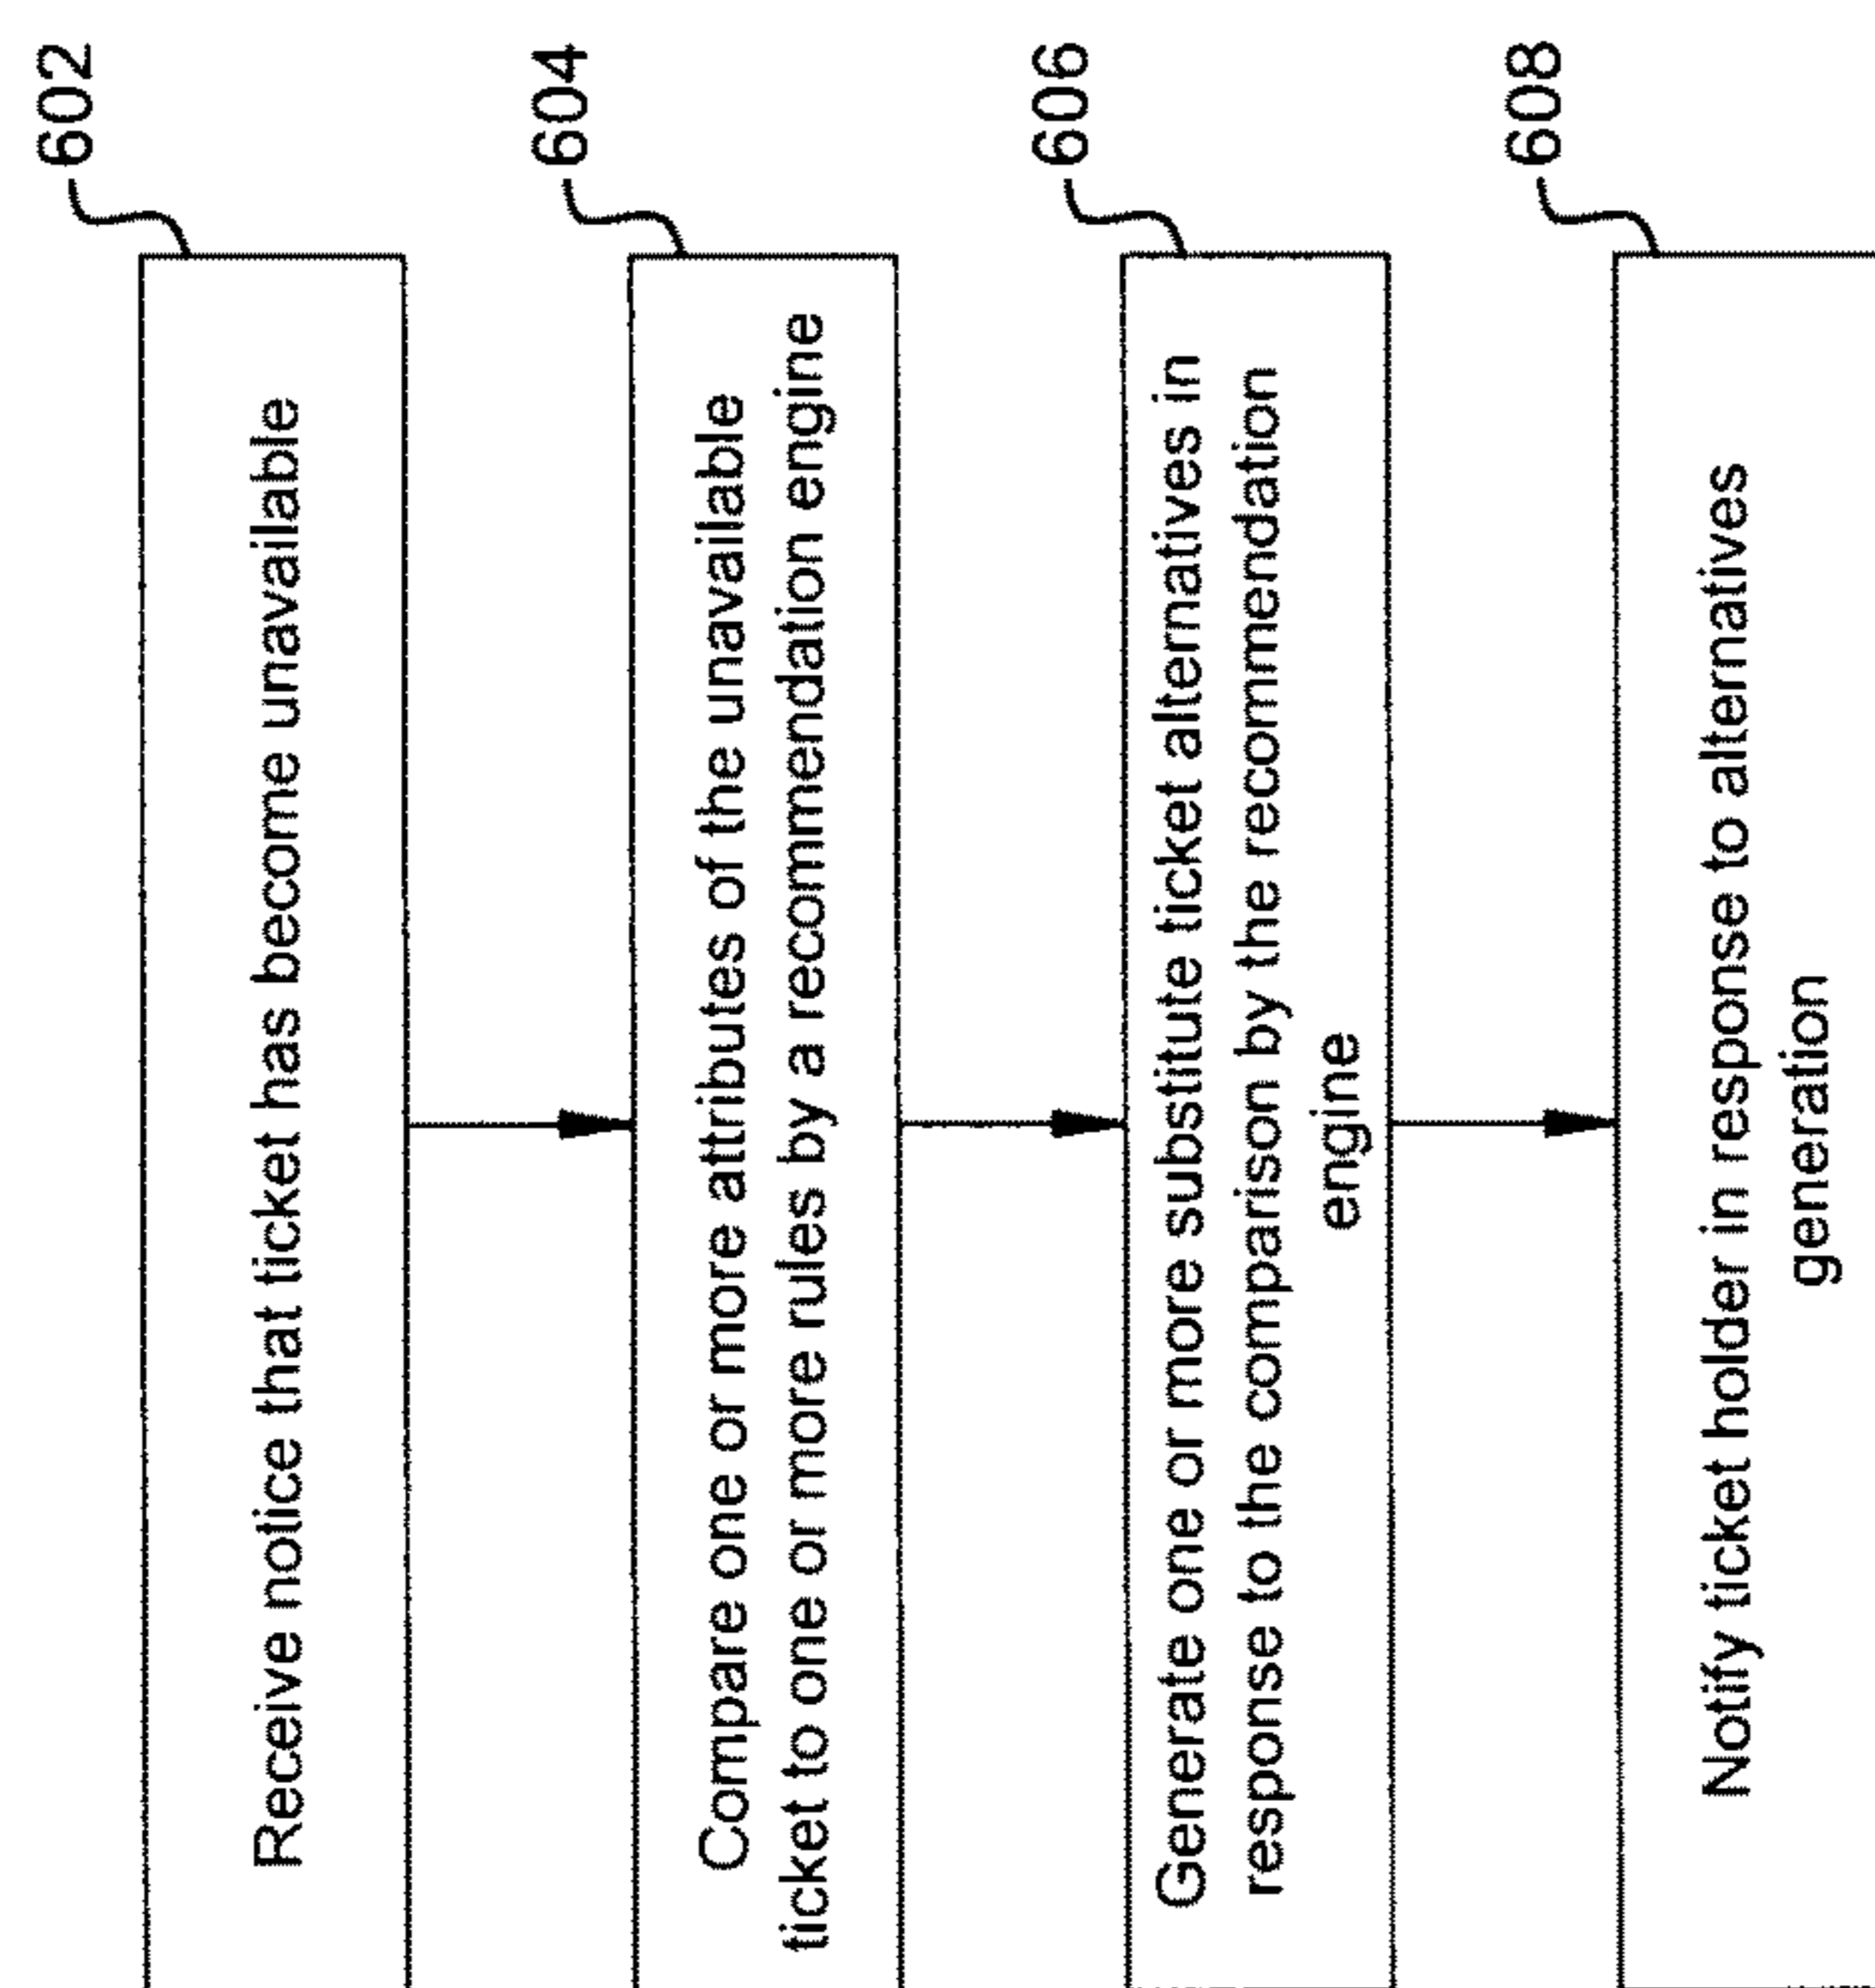 602
Receive notice that ticket has become unavailable
604
Compare one or more attributes of the unavailable
ticket to one or more rules by a recommendation engine
606
Generate one or more substitute ticket alternatives in
response to the comparison by the recommendation
engine
608
Notify ticket holder in response to alternatives
generation